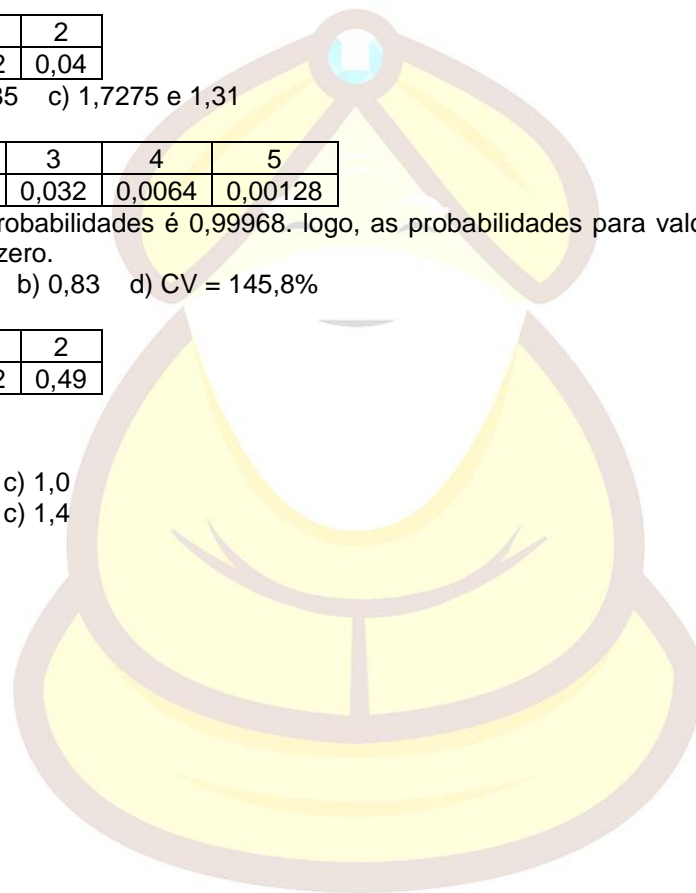 2
2 0,04
35 c) 1,7275 e 1,31
3 4 5
0,032 0,0064 0,00128
robabilidades é 0,99968. logo, as probabilidades para valo
zero.
b) 0,83 d) CV = 145,8%
2
2 0,49
c) 1,0
c) 1,4